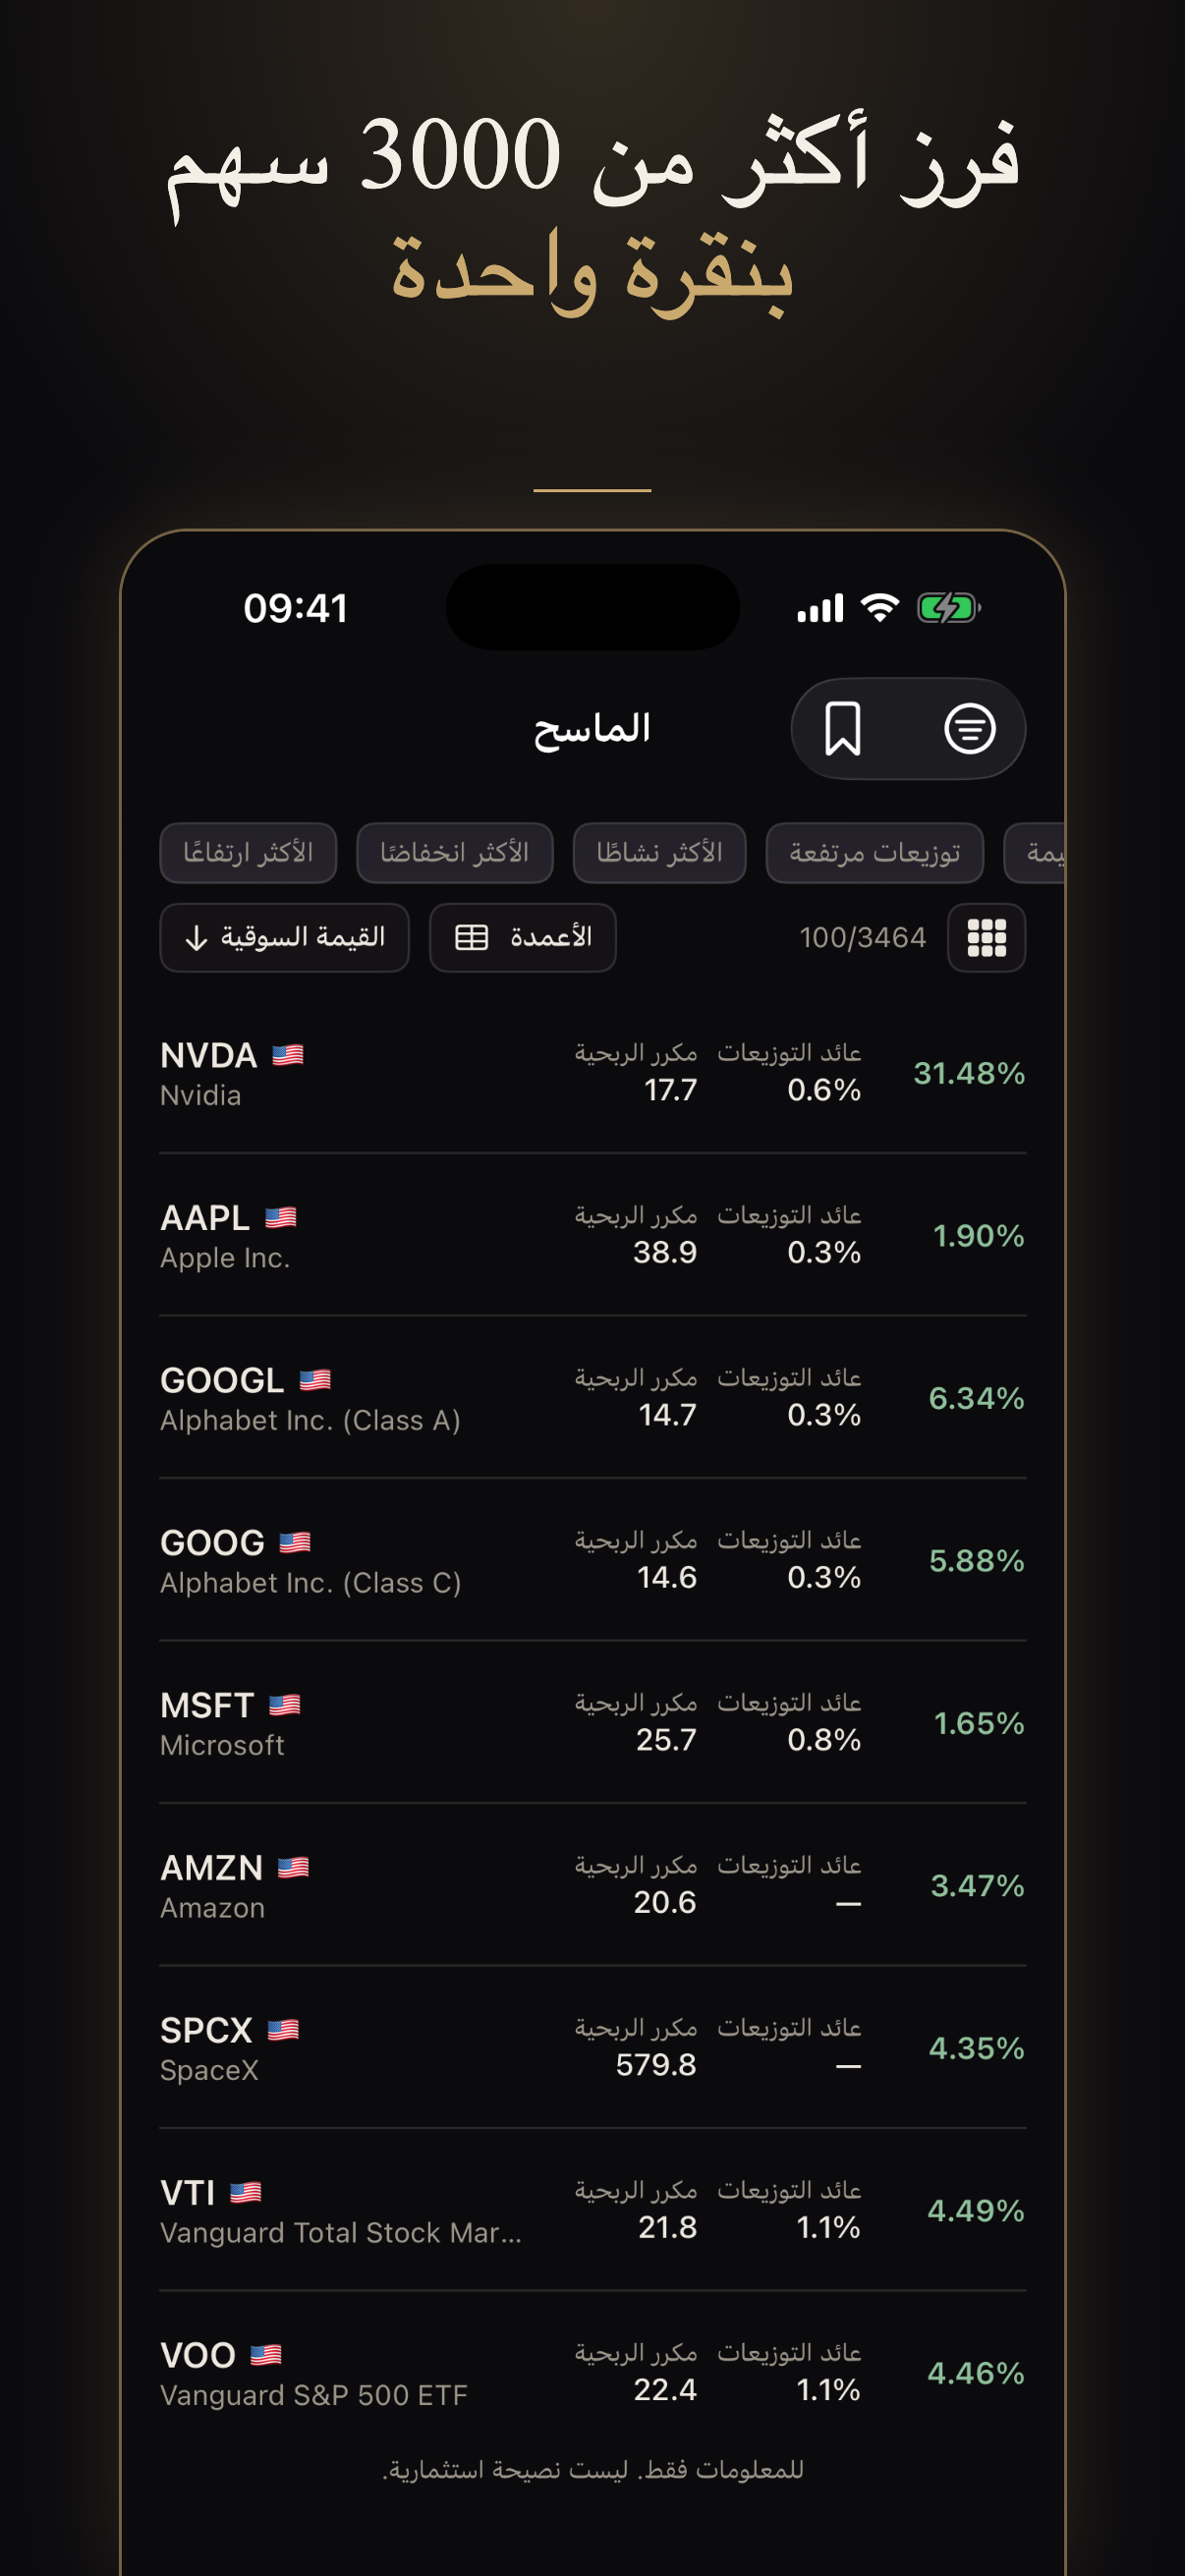 فرز أكثر من 3000 سهم
بنقرة واحدة
09:41
الماسح
الأكثر ارتفاعًا الأكثر انخفاضًا الأكثر نشاطًا توزيعات مرتفعة
القيمة السوقية ↓ الأعمدة 100/3464
NVDA 🇺🇸 مكرر الربحية عائد التوزيعات
31.48%
Nvidia 17.7 0.6%
AAPL 🇺🇸 مكرر الربحية عائد التوزيعات
1.90%
Apple Inc. 38.9 0.3%
GOOGL 🇺🇸 مكرر الربحية عائد التوزيعات
6.34%
Alphabet Inc. (Class A) 14.7 0.3%
GOOG 🇺🇸 مكرر الربحية عائد التوزيعات
5.88%
Alphabet Inc. (Class C) 14.6 0.3%
MSFT 🇺🇸 مكرر الربحية عائد التوزيعات
1.65%
Microsoft 25.7 0.8%
AMZN 🇺🇸 مكرر الربحية عائد التوزيعات
3.47%
Amazon 20.6 —
SPCX 🇺🇸 مكرر الربحية عائد التوزيعات
4.35%
SpaceX 579.8 —
VTI 🇺🇸 مكرر الربحية عائد التوزيعات
4.49%
Vanguard Total Stock Mar... 21.8 1.1%
VOO 🇺🇸 مكرر الربحية عائد التوزيعات
4.46%
Vanguard S&P 500 ETF 22.4 1.1%
للمعلومات فقط. ليست نصيحة استثمارية.